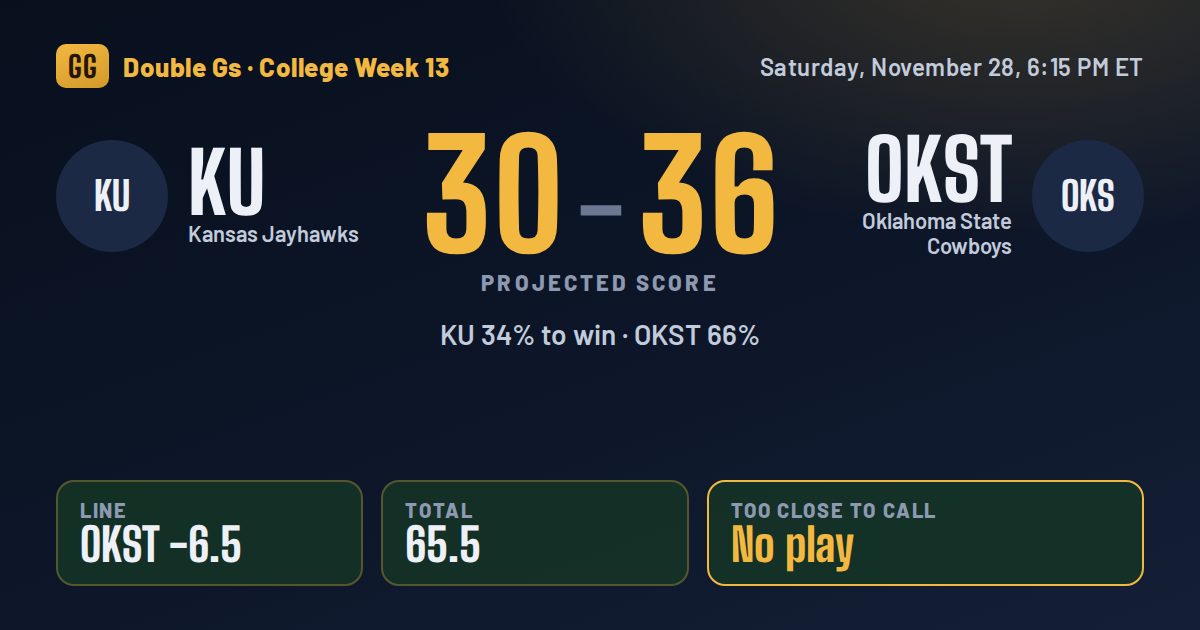 GG
Double Gs · College Week 13
Saturday, November 28, 6:15 PM ET
KU
KU
Kansas Jayhawks
30 – 36
OKST
Oklahoma State
Cowboys
OKS
PROJECTED SCORE
KU 34% to win · OKST 66%
LINE
OKST -6.5
TOTAL
65.5
TOO CLOSE TO CALL
No play